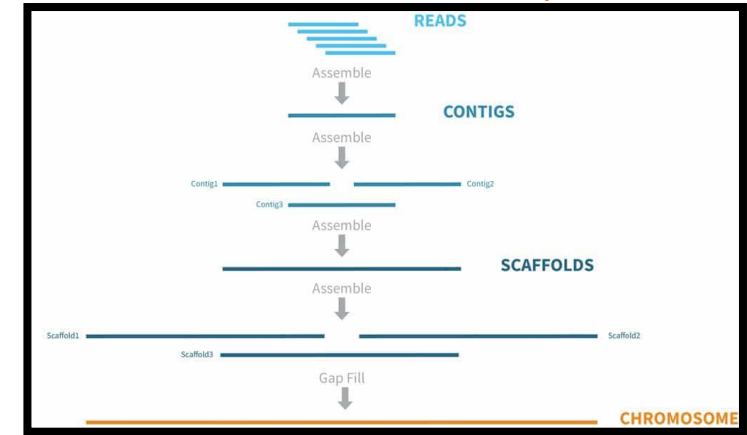 READS
Assemble
CONTIGS
Assemble
Contig1 Contig2
Contig3
Assemble
SCAFFOLDS
Assemble
Scaffold1 Scaffold2
Scaffold3
Gap Fill
CHROMOSOME